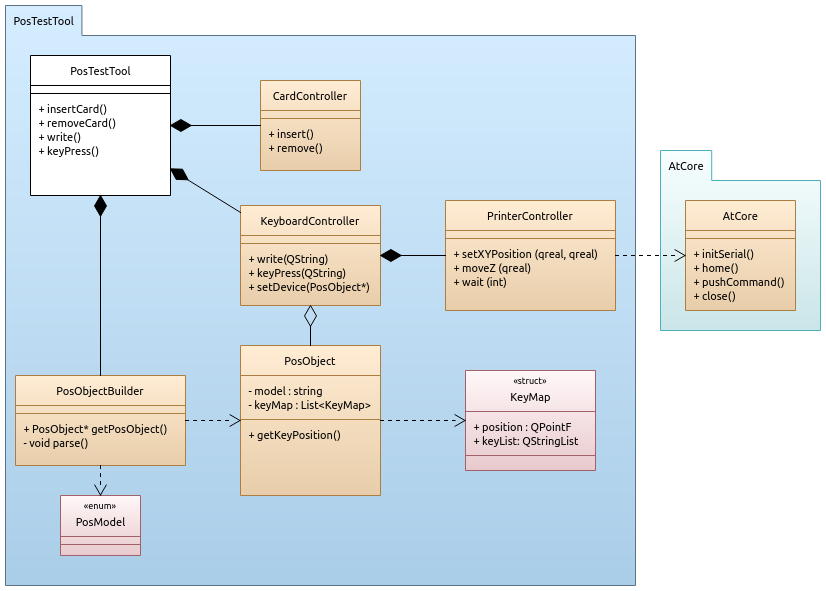 PosTestTool
PosTestTool
+ insertCard()
+ removeCard()
+ write()
+ keyPress()
CardController
+ insert()
+ remove()
KeyboardController
+ write(QString)
+ keyPress(QString)
+ setDevice(PosObject*)
PrinterController
+ setXYPosition (qreal, qreal)
+ moveZ (qreal)
+ wait (int)
AtCore
AtCore
+ initSerial()
+ home()
+ pushCommand()
+ close()
PosObjectBuilder
+ PosObject* getPosObject()
- void parse()
PosObject
- model : string
- keyMap : List<KeyMap>
+ getKeyPosition()
«struct»
KeyMap
+ position : QPointF
+ keyList: QStringList
«enum»
PosModel